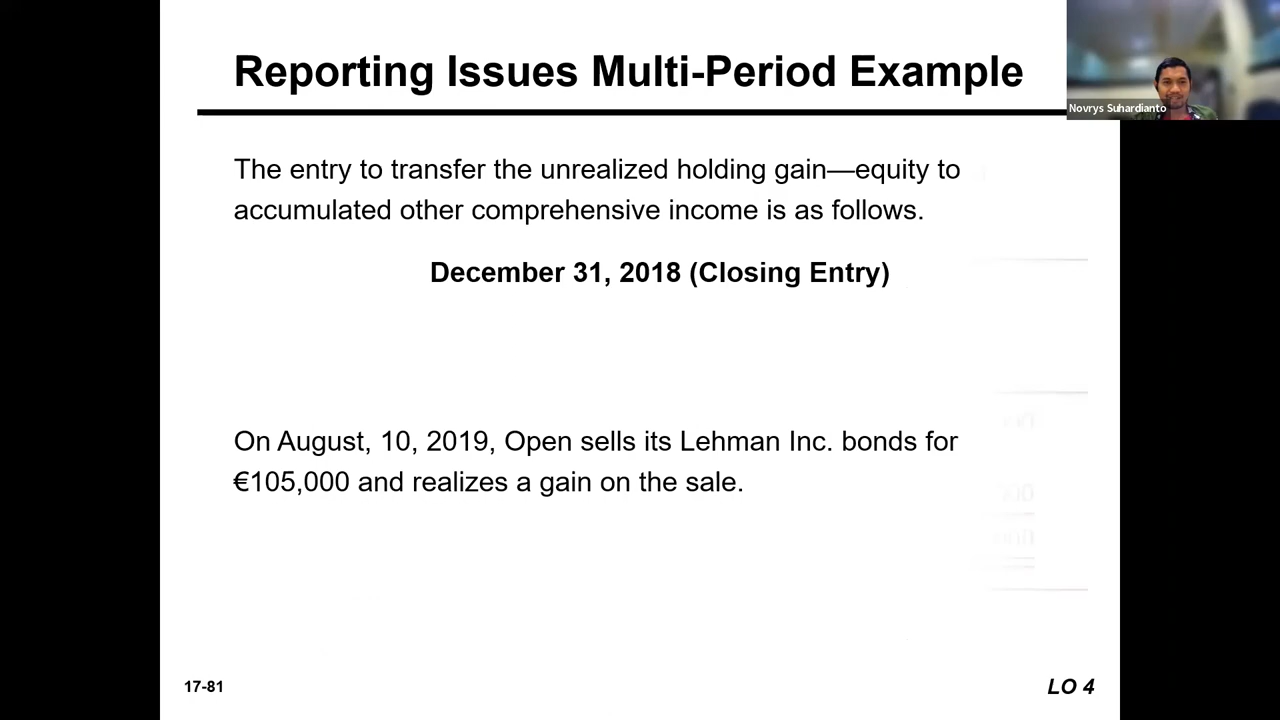 Reporting Issues Multi-Period Example
Novrys Suhardianto
The entry to transfer the unrealized holding gain—equity to
accumulated other comprehensive income is as follows.
December 31, 2018 (Closing Entry)
On August, 10, 2019, Open sells its Lehman Inc. bonds for
€105,000 and realizes a gain on the sale.
17-81
LO 4